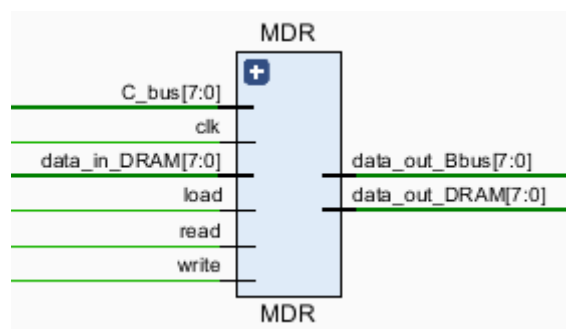 MDR
C_bus[7:0]
clk
data_in_DRAM[7:0]
load
read
write
data_out_Bbus[7:0]
data_out_DRAM[7:0]
MDR